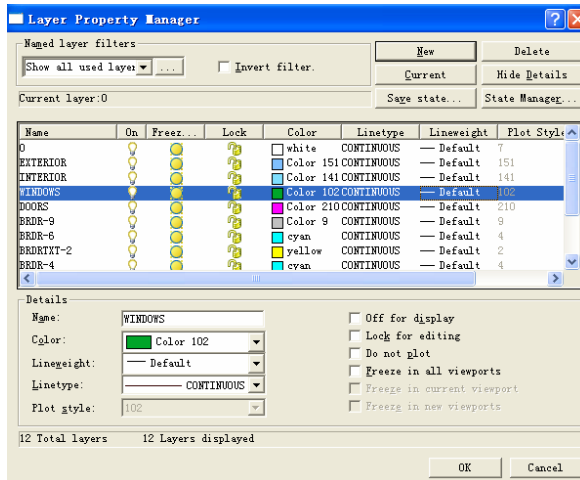 Layer Property Manager
Named layer filters
Show all used layer ... Invert filter.
New Delete
Current Hide Details
Current layer:0
Save state... State Manager...
Name On Freez... Lock Color Linetype Lineweight Plot Style
0 white CONTINUOUS Default 7
EXTERIOR Color 151 CONTINUOUS Default 151
INTERIOR Color 141 CONTINUOUS Default 141
WINDOWS Color 102 CONTINUOUS Default 102
DOORS Color 210 CONTINUOUS Default 210
BRDR-9 Color 9 CONTINUOUS Default 9
BRDR-6 cyan CONTINUOUS Default 4
BRDRTXT-2 yellow CONTINUOUS Default 2
BRDR-4 cyan CONTINUOUS Default 4
Details
Name: WINDOWS
Color: Color 102
Lineweight: Default
Linetype: CONTINUOUS
Plot style: 102
Off for display
Lock for editing
Do not plot
Freeze in all viewports
Freeze in current viewport
Freeze in new viewports
12 Total layers 12 Layers displayed
OK Cancel